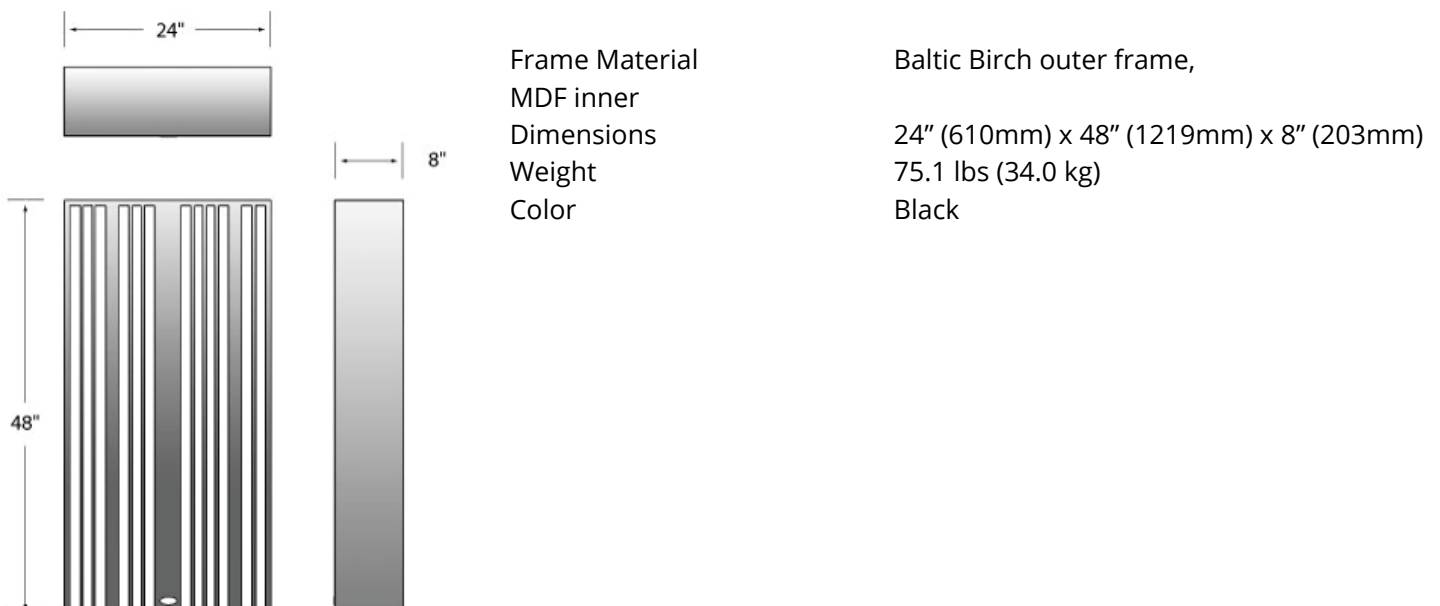 24"
8"
48"
Frame Material Baltic Birch outer frame,
MDF inner
Dimensions 24” (610mm) x 48” (1219mm) x 8” (203mm)
Weight 75.1 lbs (34.0 kg)
Color Black